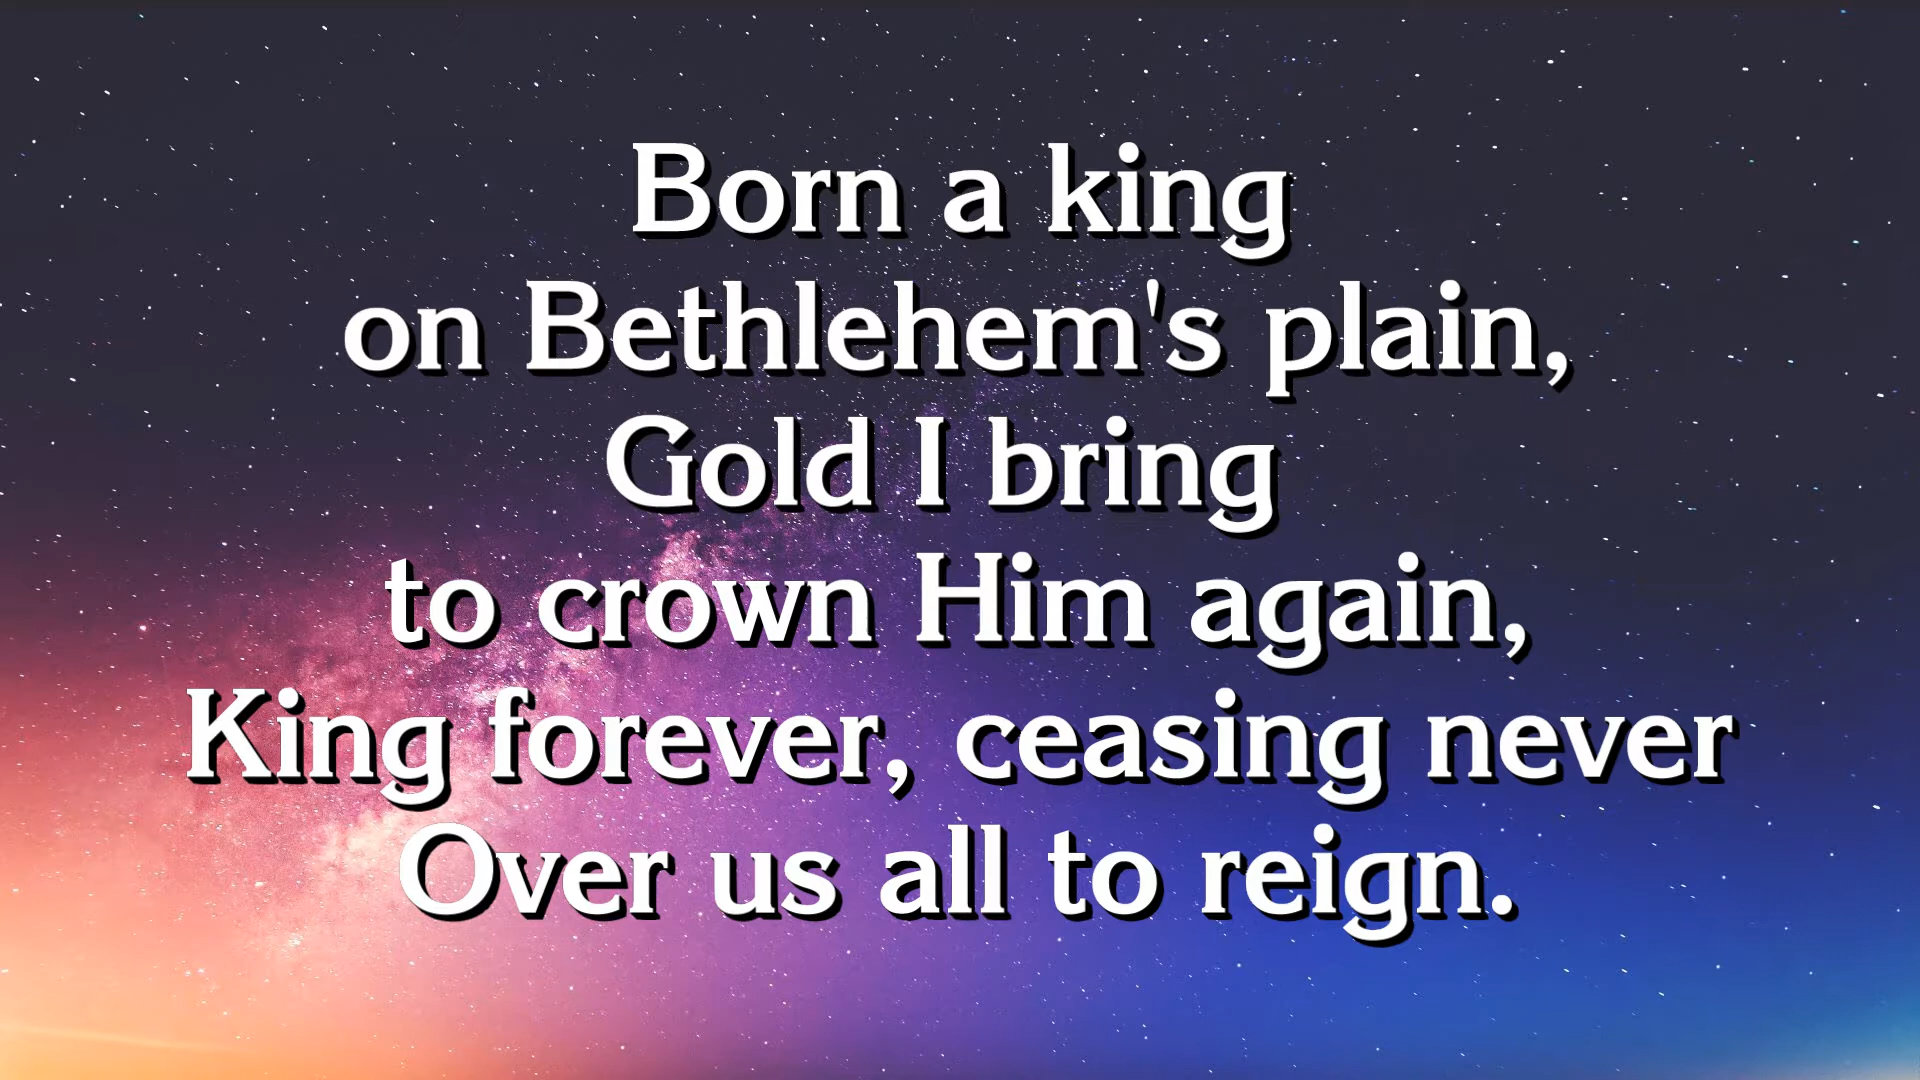 Born a king
on Bethlehem's plain,
Gold I bring
to crown Him again,
King forever, ceasing never
Over us all to reign.